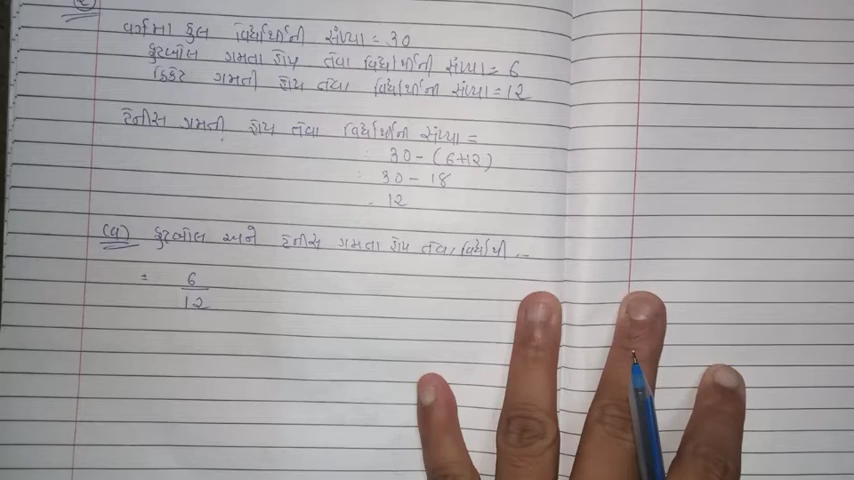 ૨
વર્ગમાં કુલ વિદ્યાર્થીની સંખ્યા = 30
ફુટબોલ ગમતા હોય તેવા વિદ્યાર્થીની સંખ્યા = 6
ક્રિકેટ ગમતી હોય તેવા વિદ્યાર્થીની સંખ્યા = 12
ટેનીસ ગમતી હોય તેવા વિદ્યાર્થીની સંખ્યા =
30 - (6+12)
: 30 - 18
. 12
(અ) ફુટબોલ અને ટેનીસ ગમતા હોય તેવા વિદ્યાર્થી --
= 6
12